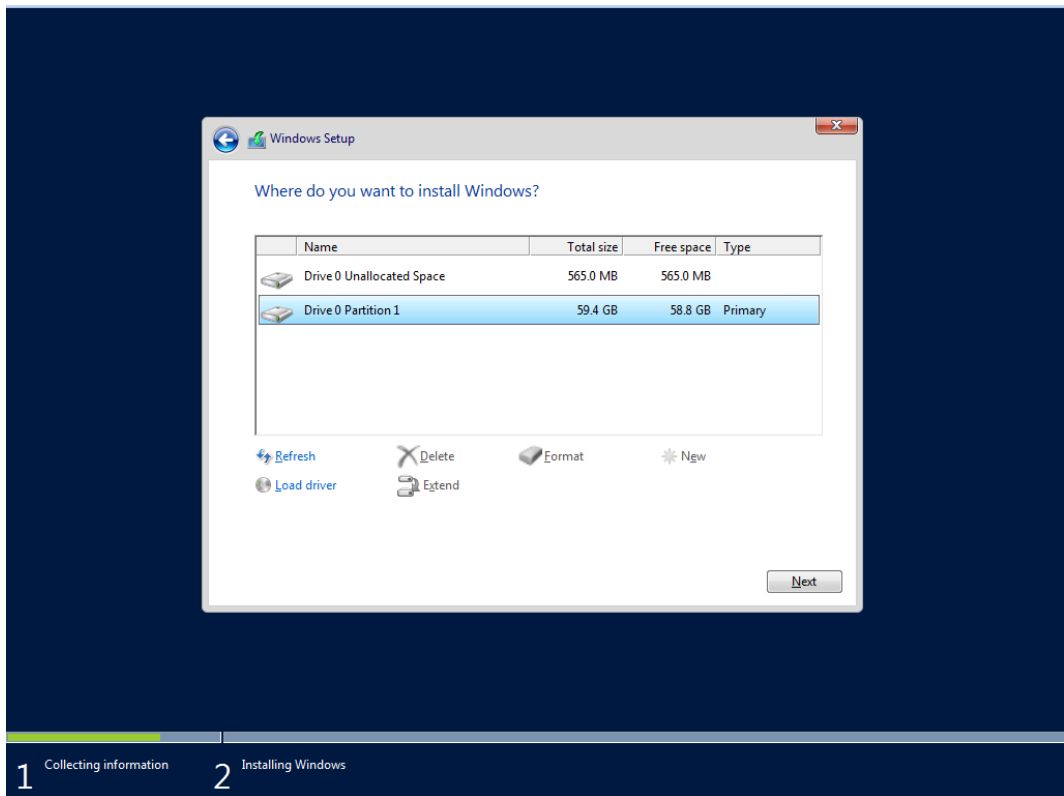 Windows Setup
Where do you want to install Windows?
Name Total size Free space Type
Drive 0 Unallocated Space 565.0 MB 565.0 MB
Drive 0 Partition 1 59.4 GB 58.8 GB Primary
Refresh Delete Format New
Load driver Extend
Next
1 Collecting information 2 Installing Windows